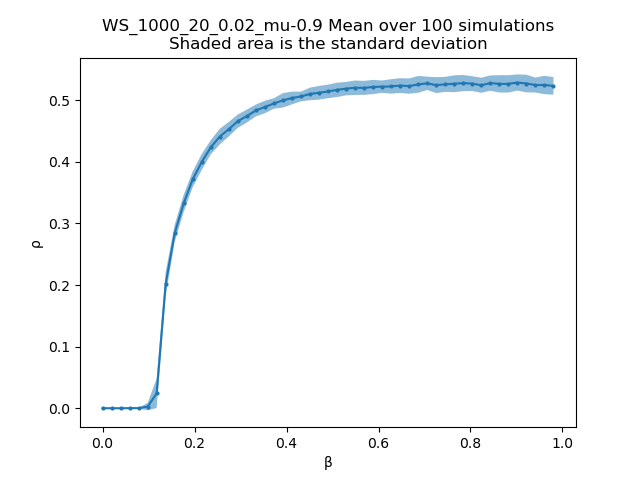 WS_1000_20_0.02_mu-0.9 Mean over 100 simulations
Shaded area is the standard deviation
0.5
0.4
0.3
ρ
0.2
0.1
0.0
0.0 0.2 0.4 0.6 0.8 1.0
β